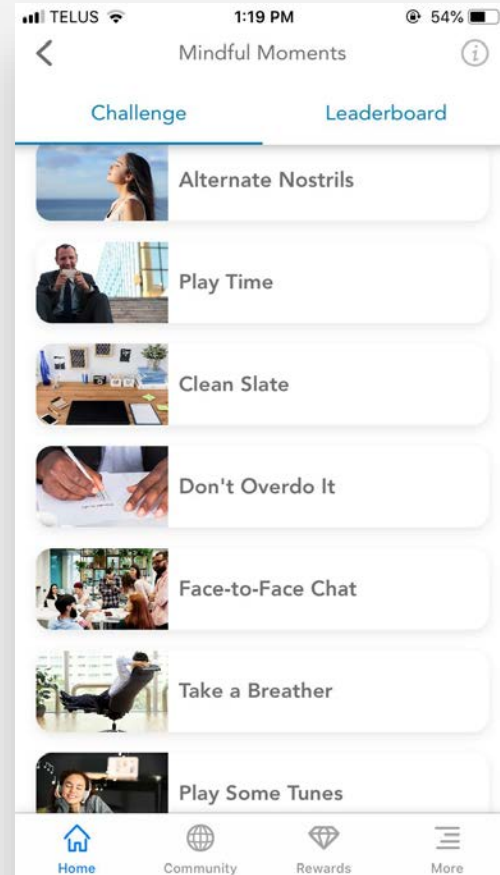 TELUS 1:19 PM 54%
Mindful Moments
Challenge Leaderboard
Alternate Nostrils
Play Time
Clean Slate
Don't Overdo It
Face-to-Face Chat
Take a Breather
Play Some Tunes
Home Community Rewards More